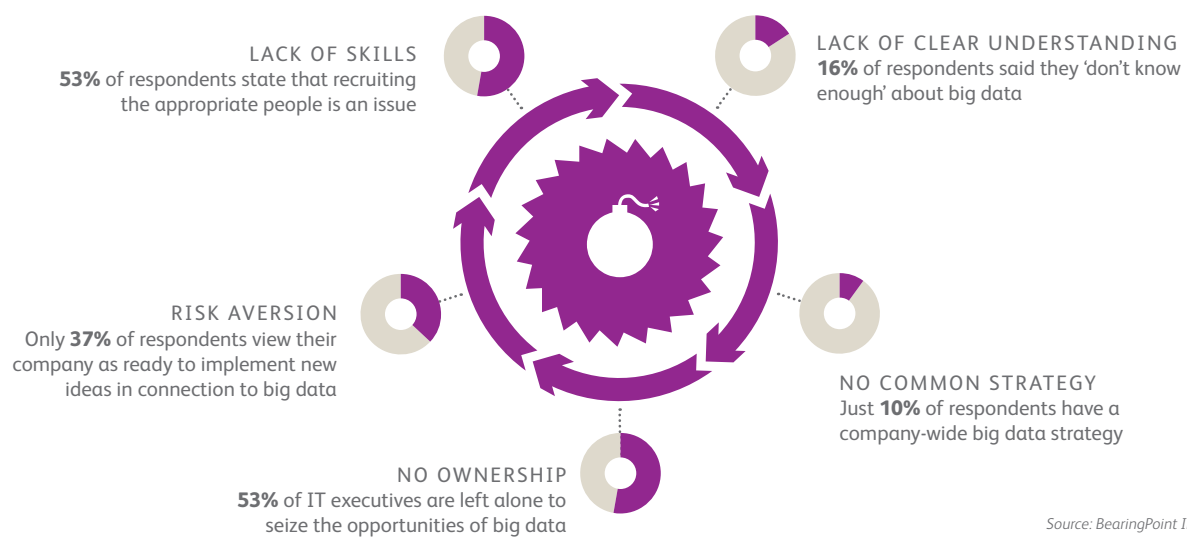 LACK OF SKILLS
53% of respondents state that recruiting
the appropriate people is an issue
LACK OF CLEAR UNDERSTANDING
16% of respondents said they ‘don’t know
enough’ about big data
RISK AVERSION
Only 37% of respondents view their
company as ready to implement new
ideas in connection to big data
NO COMMON STRATEGY
Just 10% of respondents have a
company-wide big data strategy
NO OWNERSHIP
53% of IT executives are left alone to
seize the opportunities of big data
Source: BearingPoint I